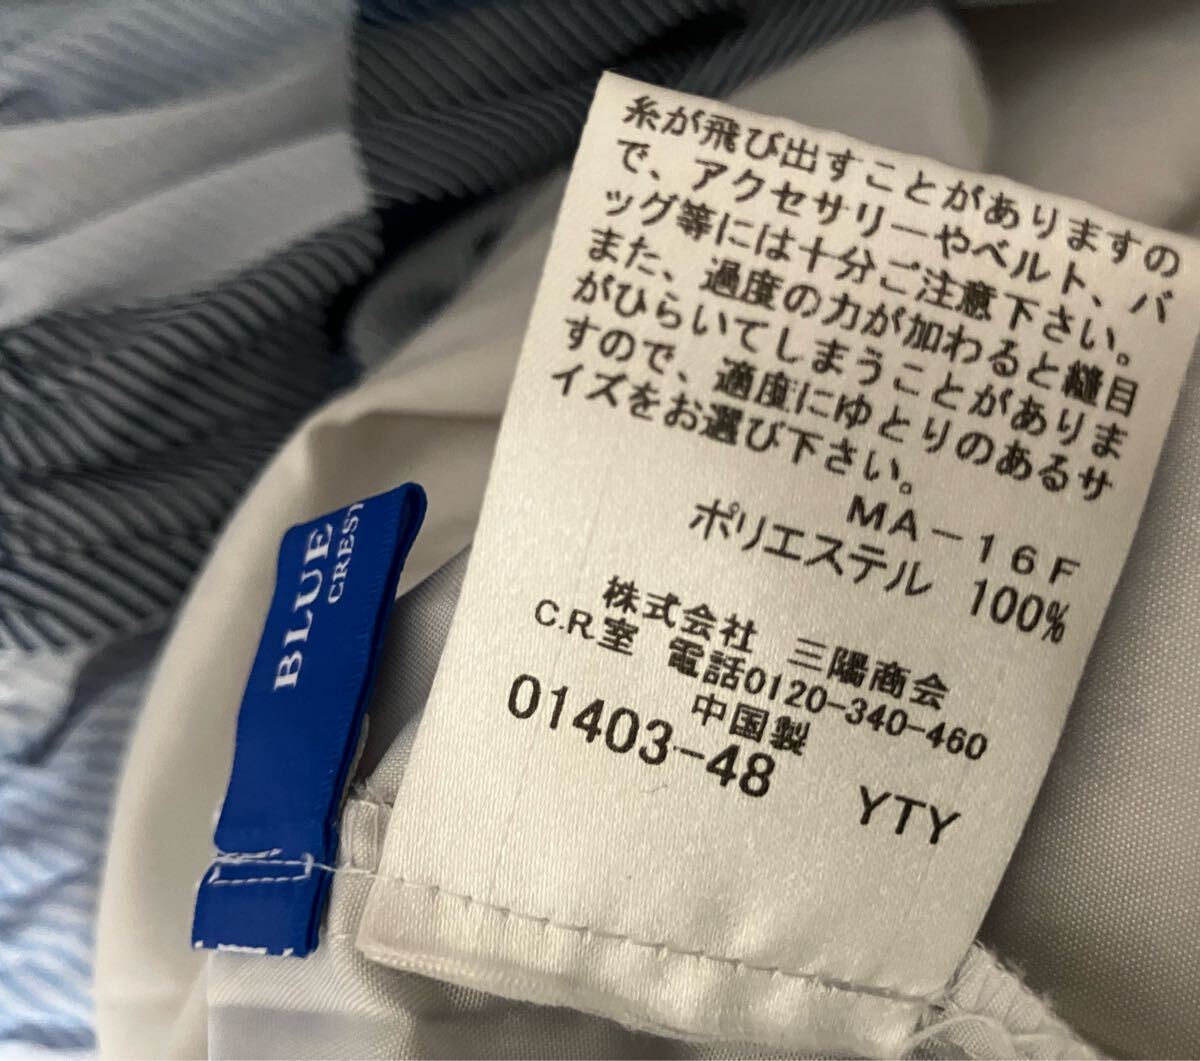 糸が飛び出すことがありますの
で、アクセサリーやベルト、バ
ッグ等には十分ご注意下さい。
また、過度の力が加わると縫目
がひらいてしまうことがありま
すので、適度にゆとりのあるサ
イズをお選び下さい。
MA-16F
ポリエステル 100%
株式会社 三陽商会
C.R.室 電話0120-340-460
中国製
01403-48 YTY
BLUE
CREST